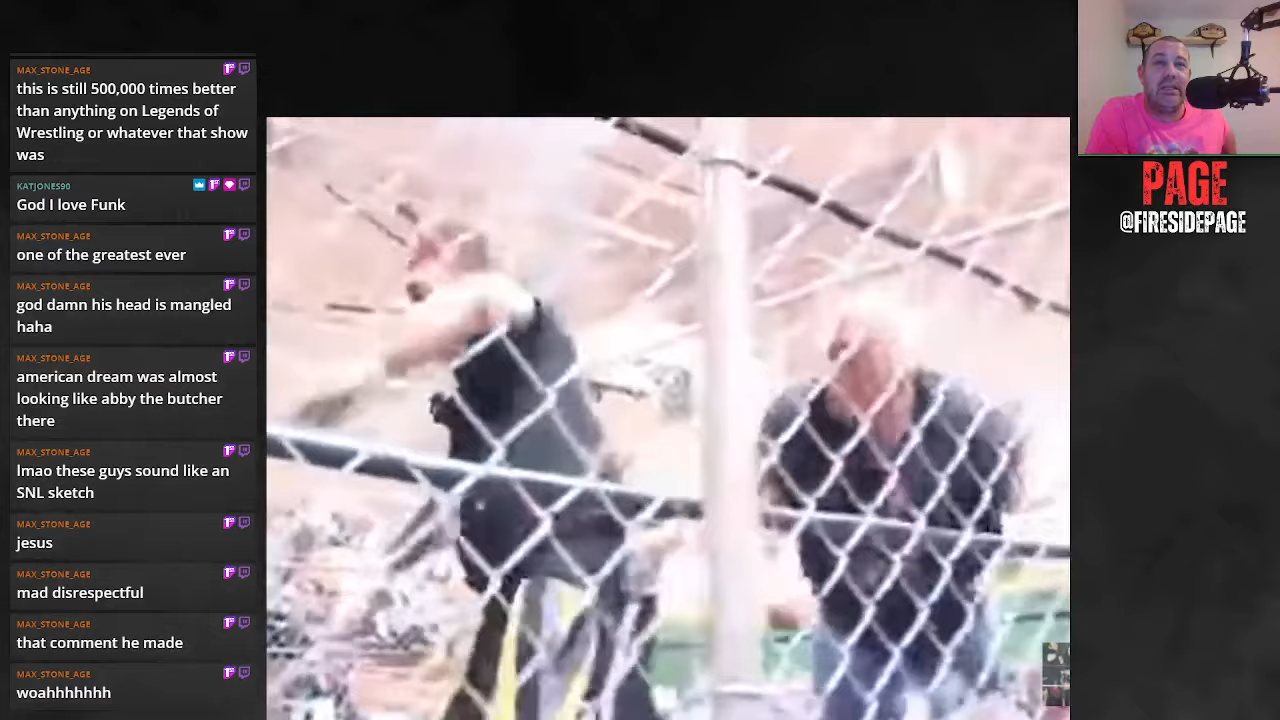 MAX_STONE_AGE
this is still 500,000 times better
than anything on Legends of
Wrestling or whatever that show
was
KATJONES90
God I love Funk
MAX_STONE_AGE
one of the greatest ever
MAX_STONE_AGE
god damn his head is mangled
haha
MAX_STONE_AGE
american dream was almost
looking like abby the butcher
there
MAX_STONE_AGE
lmao these guys sound like an
SNL sketch
MAX_STONE_AGE
jesus
MAX_STONE_AGE
mad disrespectful
MAX_STONE_AGE
that comment he made
MAX_STONE_AGE
woahhhhhhh
PAGE
@FIRESIDEPAGE